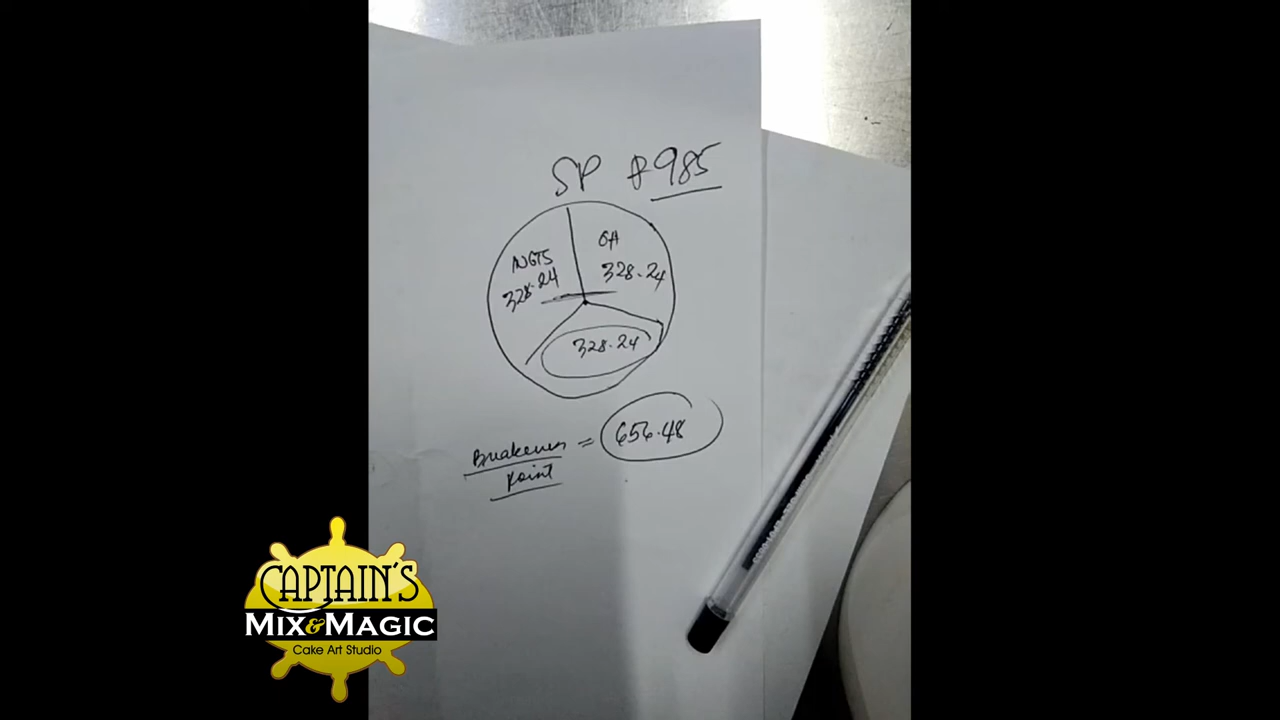 SP ₱985
INGTS
328.24
OH
328.24
328.24
Breakeven
point
= 656.48
CAPTAIN'S
MIX & MAGIC
Cake Art Studio